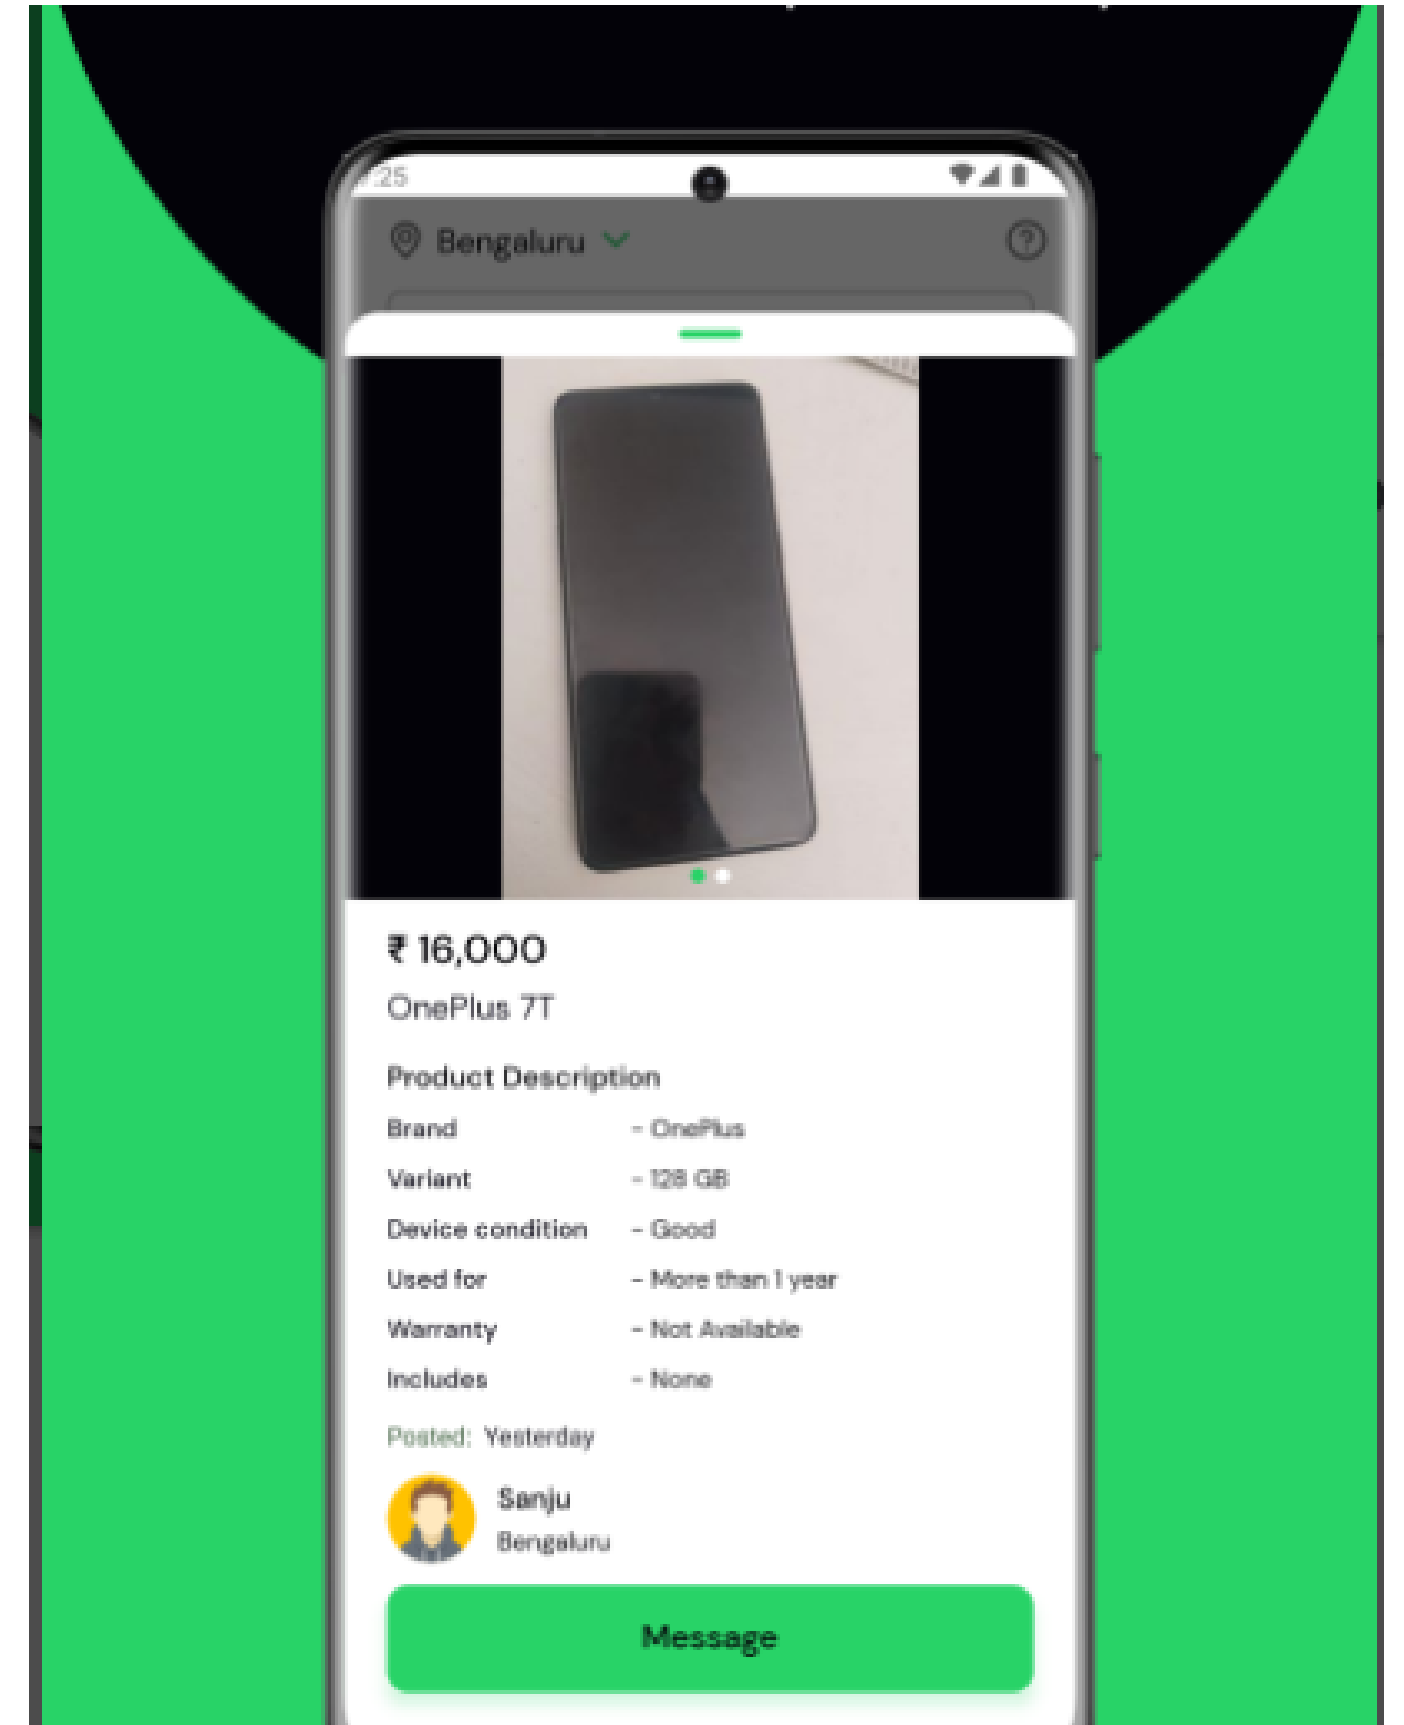 :25
Bengaluru
₹ 16,000
OnePlus 7T
Product Description
Brand - OnePlus
Variant - 128 GB
Device condition - Good
Used for - More than 1 year
Warranty - Not Available
Includes - None
Posted: Yesterday
Sanju
Bengaluru
Message